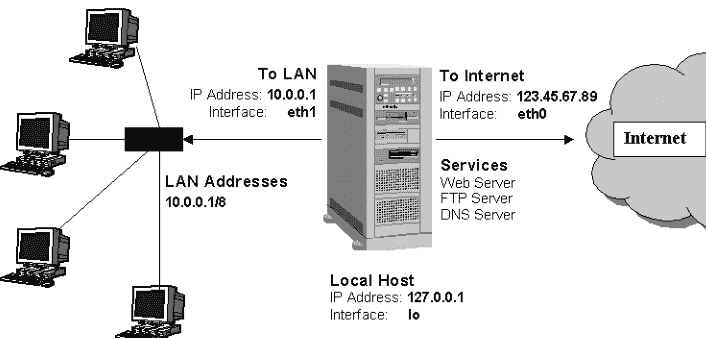 To LAN
IP Address: 10.0.0.1
Interface: eth1
To Internet
IP Address: 123.45.67.89
Interface: eth0
Internet
LAN Addresses
10.0.0.1/8
Services
Web Server
FTP Server
DNS Server
Local Host
IP Address: 127.0.0.1
Interface: lo